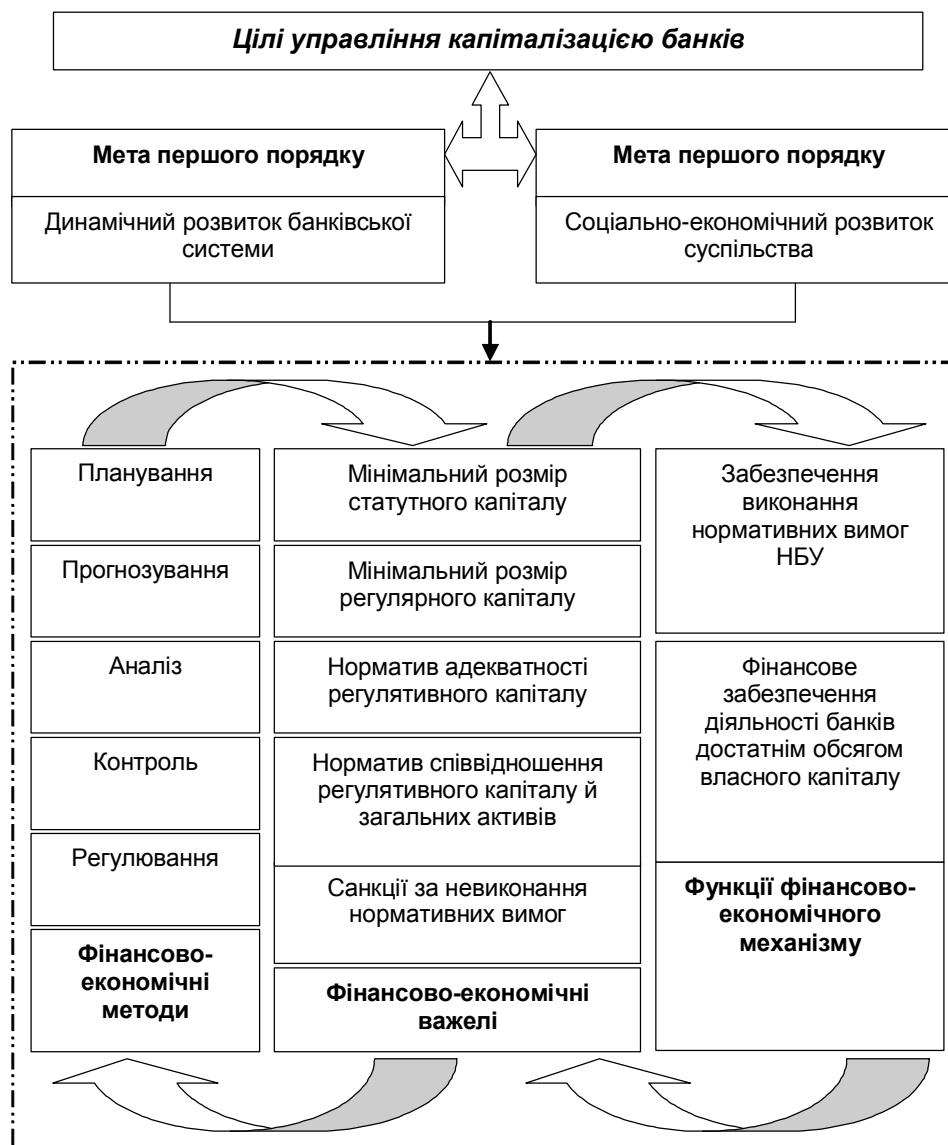 Цілі управління капіталізацією банків
Мета першого порядку
Динамічний розвиток банківської
системи
Мета першого порядку
Соціально-економічний розвиток
суспільства
Планування
Прогнозування
Аналіз
Контроль
Регулювання
Фінансово-
економічні
методи
Мінімальний розмір
статутного капіталу
Мінімальний розмір
регулярного капіталу
Норматив адекватності
регулятивного капіталу
Норматив співвідношення
регулятивного капіталу й
загальних активів
Санкції за невиконання
нормативних вимог
Фінансово-економічні
важелі
Забезпечення
виконання
нормативних вимог
НБУ
Фінансове
забезпечення
діяльності банків
достатнім обсягом
власного капіталу
Функції фінансово-
економічного
механізму